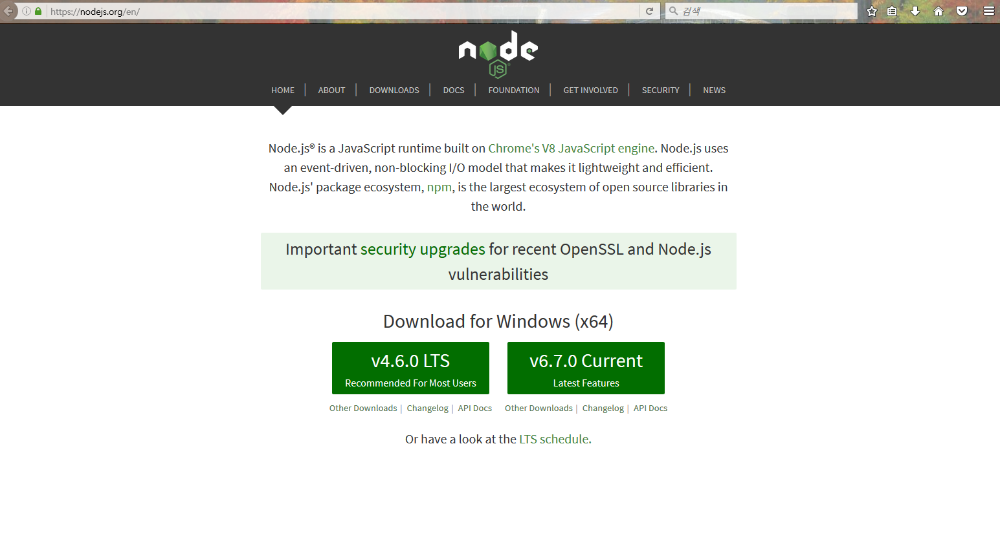 https://nodejs.org/en/
검색
node
JS
HOME | ABOUT | DOWNLOADS | DOCS | FOUNDATION | GET INVOLVED | SECURITY | NEWS
Node.js® is a JavaScript runtime built on Chrome's V8 JavaScript engine. Node.js uses
an event-driven, non-blocking I/O model that makes it lightweight and efficient.
Node.js' package ecosystem, npm, is the largest ecosystem of open source libraries in
the world.
Important security upgrades for recent OpenSSL and Node.js
vulnerabilities
Download for Windows (x64)
v4.6.0 LTS
Recommended For Most Users
Other Downloads | Changelog | API Docs
v6.7.0 Current
Latest Features
Other Downloads | Changelog | API Docs
Or have a look at the LTS schedule.